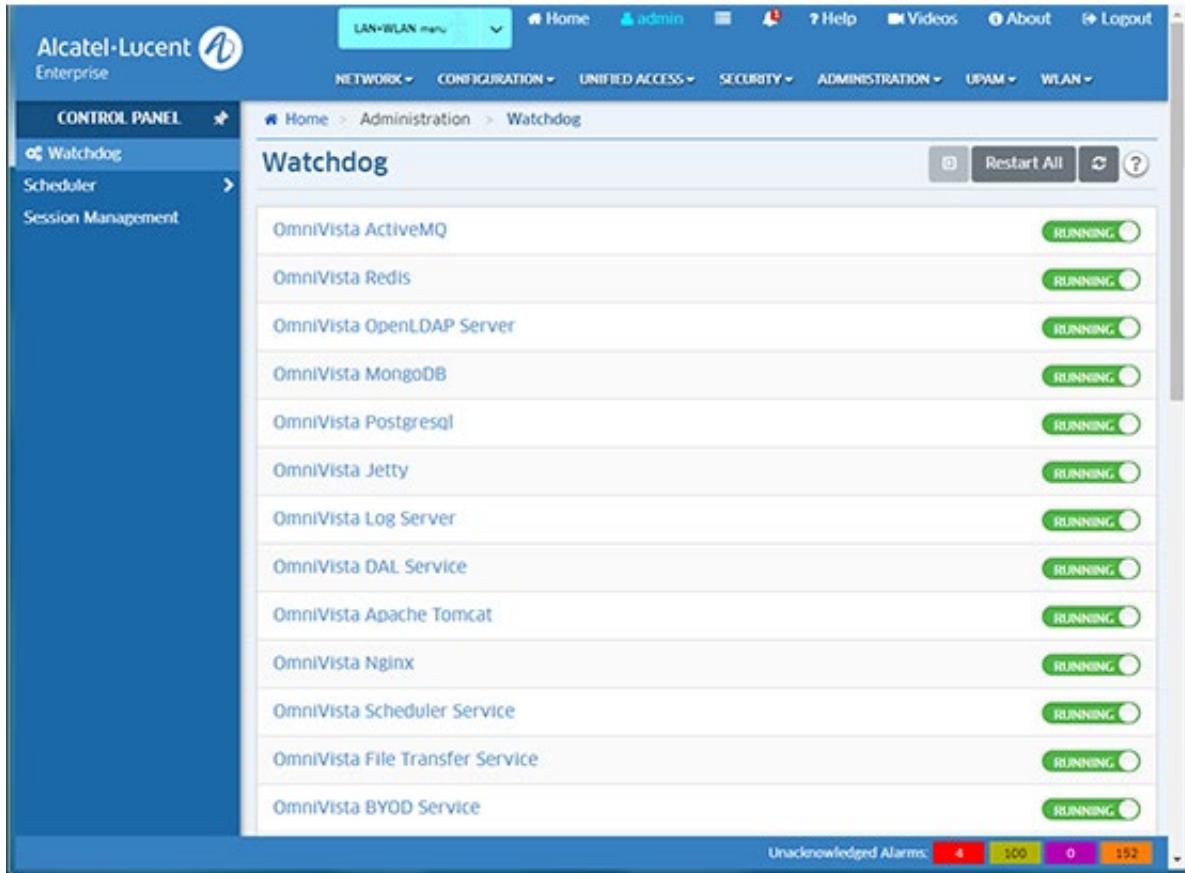 Alcatel·Lucent
Enterprise
LAN+WLAN menu
Home admin ? Help Videos About Logout
NETWORK CONFIGURATION UNIFIED ACCESS SECURITY ADMINISTRATION UPAM WLAN
CONTROL PANEL
Watchdog
Scheduler
Session Management
Home > Administration > Watchdog
Watchdog
Restart All ?
OmniVista ActiveMQ RUNNING
OmniVista Redis RUNNING
OmniVista OpenLDAP Server RUNNING
OmniVista MongoDB RUNNING
OmniVista Postgresql RUNNING
OmniVista Jetty RUNNING
OmniVista Log Server RUNNING
OmniVista DAL Service RUNNING
OmniVista Apache Tomcat RUNNING
OmniVista Nginx RUNNING
OmniVista Scheduler Service RUNNING
OmniVista File Transfer Service RUNNING
OmniVista BYOD Service RUNNING
Unacknowledged Alarms: 4 100 0 152